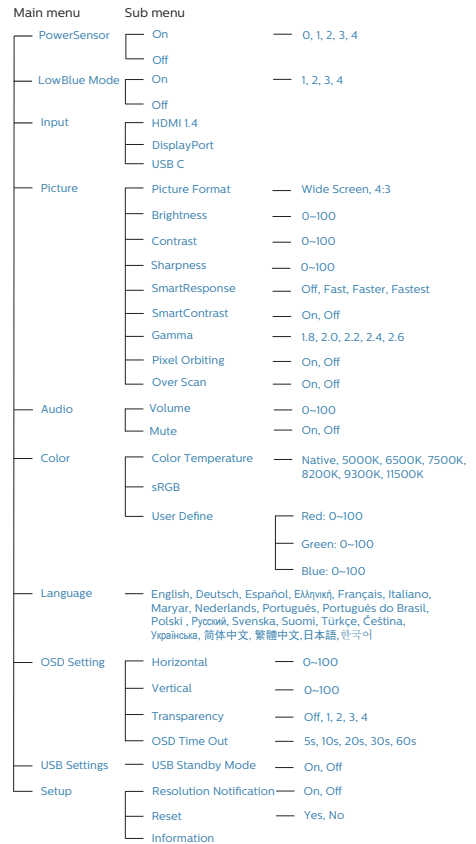 Main menu Sub menu
PowerSensor On 0, 1, 2, 3, 4
Off
LowBlue Mode On 1, 2, 3, 4
Off
Input HDMI 1.4
DisplayPort
USB C
Picture Picture Format Wide Screen, 4:3
Brightness 0~100
Contrast 0~100
Sharpness 0~100
SmartResponse Off, Fast, Faster, Fastest
SmartContrast On, Off
Gamma 1.8, 2.0, 2.2, 2.4, 2.6
Pixel Orbiting On, Off
Over Scan On, Off
Audio Volume 0~100
Mute On, Off
Color Color Temperature Native, 5000K, 6500K, 7500K,
8200K, 9300K, 11500K
sRGB
User Define Red: 0~100
Green: 0~100
Blue: 0~100
Language English, Deutsch, Español, Ελληνική, Français, Italiano,
Maryar, Nederlands, Português, Português do Brasil,
Polski , Русский, Svenska, Suomi, Türkçe, Čeština,
Українська, 简体中文, 繁體中文,日本語,한국어
OSD Setting Horizontal 0~100
Vertical 0~100
Transparency Off, 1, 2, 3, 4
OSD Time Out 5s, 10s, 20s, 30s, 60s
USB Settings USB Standby Mode On, Off
Setup Resolution Notification On, Off
Reset Yes, No
Information